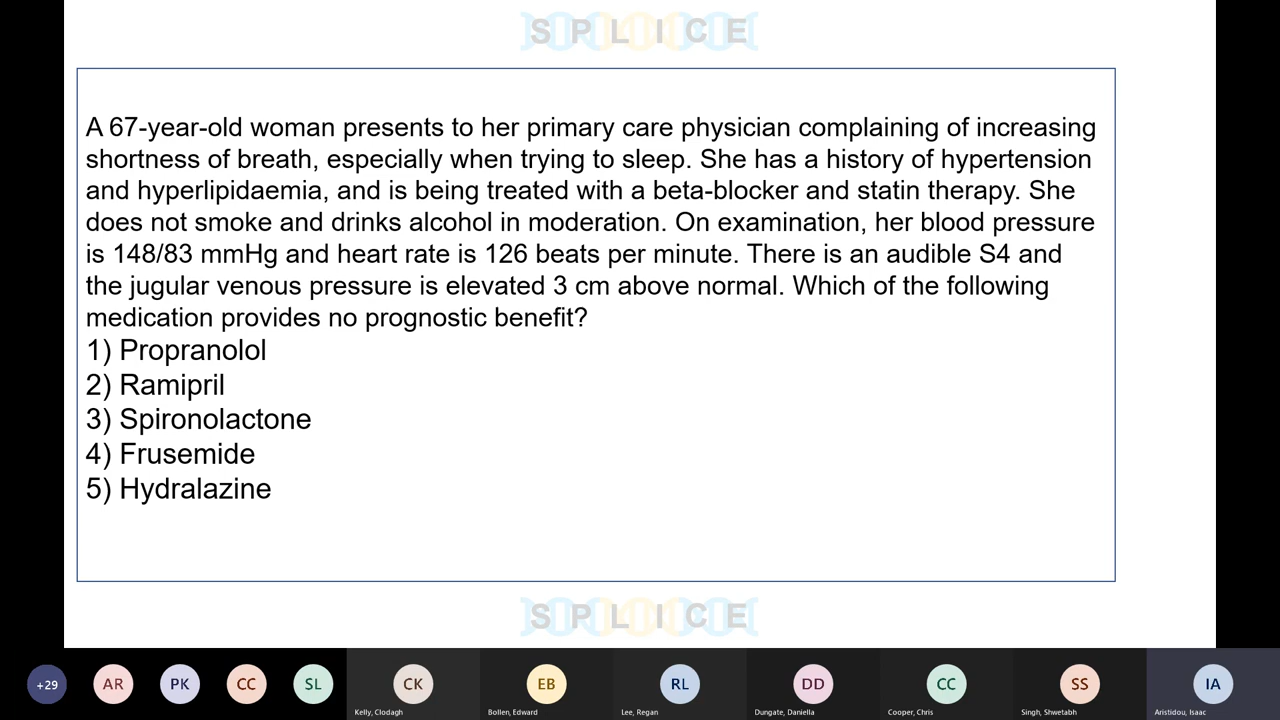 S P L I C E
A 67-year-old woman presents to her primary care physician complaining of increasing
shortness of breath, especially when trying to sleep. She has a history of hypertension
and hyperlipidaemia, and is being treated with a beta-blocker and statin therapy. She
does not smoke and drinks alcohol in moderation. On examination, her blood pressure
is 148/83 mmHg and heart rate is 126 beats per minute. There is an audible S4 and
the jugular venous pressure is elevated 3 cm above normal. Which of the following
medication provides no prognostic benefit?
1) Propranolol
2) Ramipril
3) Spironolactone
4) Frusemide
5) Hydralazine
S P L I C E
+29 AR PK CC SL CK EB RL DD CC SS IA
Kelly, Clodagh Bollen, Edward Lee, Regan Dungate, Daniella Cooper, Chris Singh, Shwetabh Aristidou, Isaac